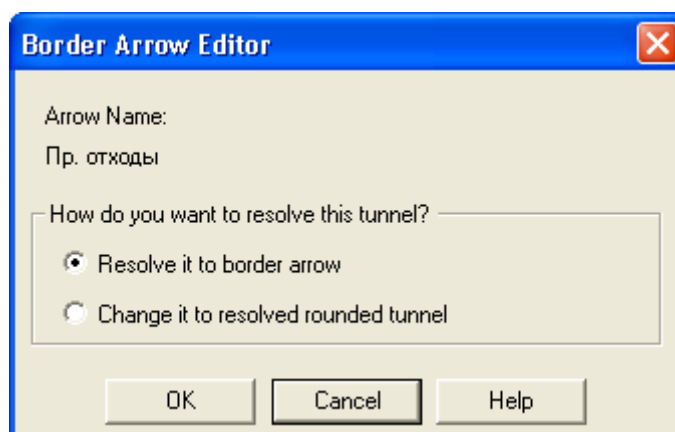 Border Arrow Editor
Arrow Name:
Пр. отходы
How do you want to resolve this tunnel?
Resolve it to border arrow
Change it to resolved rounded tunnel
OK Cancel Help